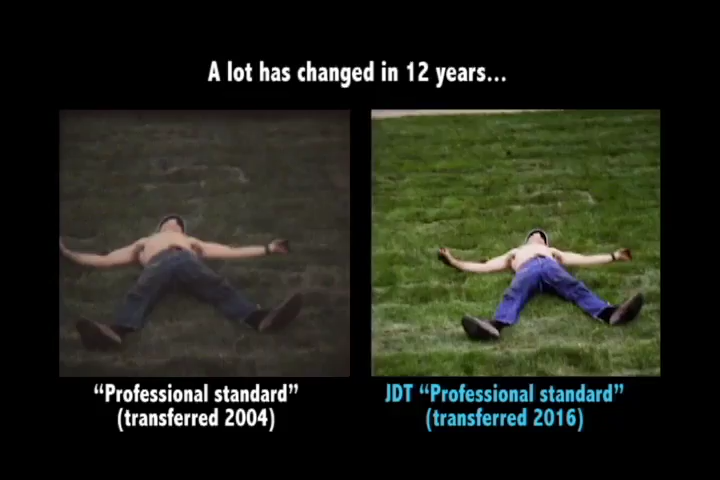 A lot has changed in 12 years...
“Professional standard”
(transferred 2004)
JDT “Professional standard”
(transferred 2016)